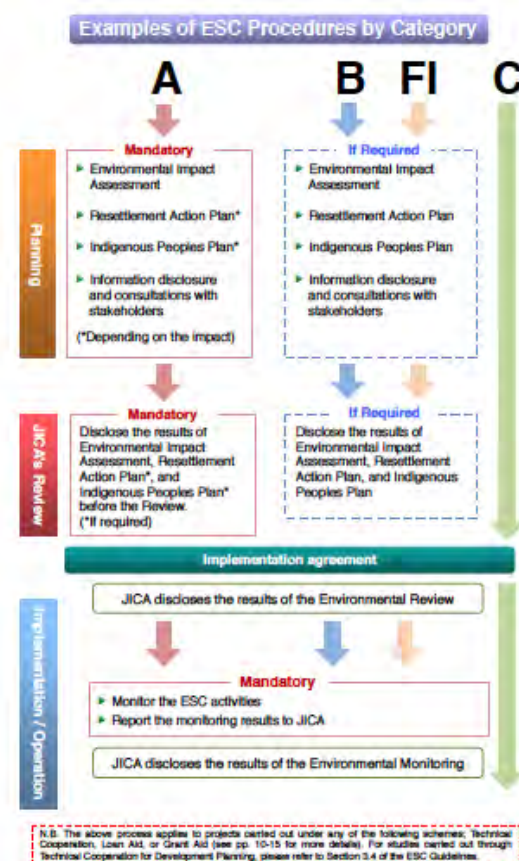 Examples of ESC Procedures by Category
A
B
FI
C
Planning
Mandatory
Environmental Impact
Assessment
Resettlement Action Plan*
Indigenous Peoples Plan*
Information disclosure
and consultations with
stakeholders
(*Depending on the impact)
If Required
Environmental Impact
Assessment
Resettlement Action Plan
Indigenous Peoples Plan
Information disclosure
and consultations with
stakeholders
JICA's Review
Mandatory
Disclose the results of
Environmental Impact
Assessment, Resettlement
Action Plan*, and
Indigenous Peoples Plan*
before the Review.
(*If required)
If Required
Disclose the results of
Environmental Impact
Assessment, Resettlement
Action Plan, and Indigenous
Peoples Plan
Implementation agreement
Implementation / Operation
JICA discloses the results of the Environmental Review
Mandatory
Monitor the ESC activities
Report the monitoring results to JICA
JICA discloses the results of the Environmental Monitoring
N.B. The above process applies to projects carried out under any of the following schemes; Technical
Cooperation, Loan Aid, or Grant Aid (see pp. 10-15 for more details). For studies carried out through
Technical Cooperation for Development Planning, please refer to Section 3.4 of the ESC Guidelines.